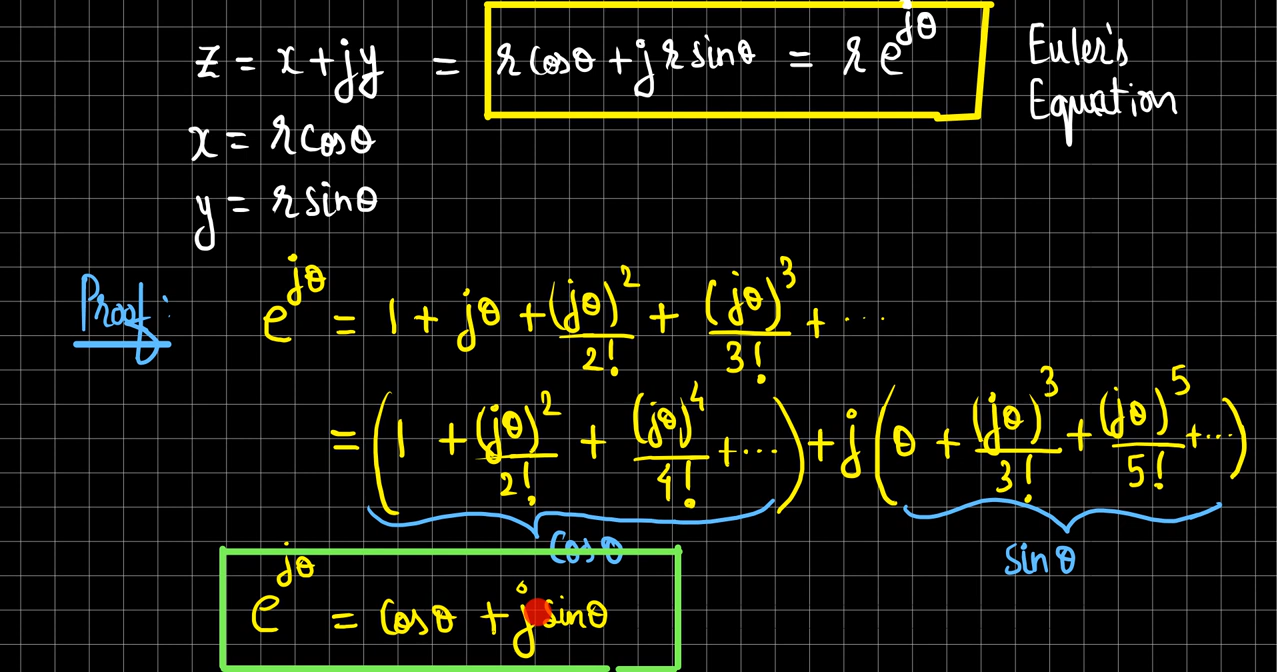 z = x + jy = r cosθ + j r sinθ = r e^{jθ} Euler's
Equation
x = r cosθ
y = r sinθ
Proof: e^{jθ} = 1 + jθ + (jθ)^2/2! + (jθ)^3/3! + ...
= (1 + (jθ)^2/2! + (jθ)^4/4! + ...) + j(θ + (jθ)^3/3! + (jθ)^5/5! + ...)
cosθ sinθ
e^{jθ} = cosθ + j sinθ